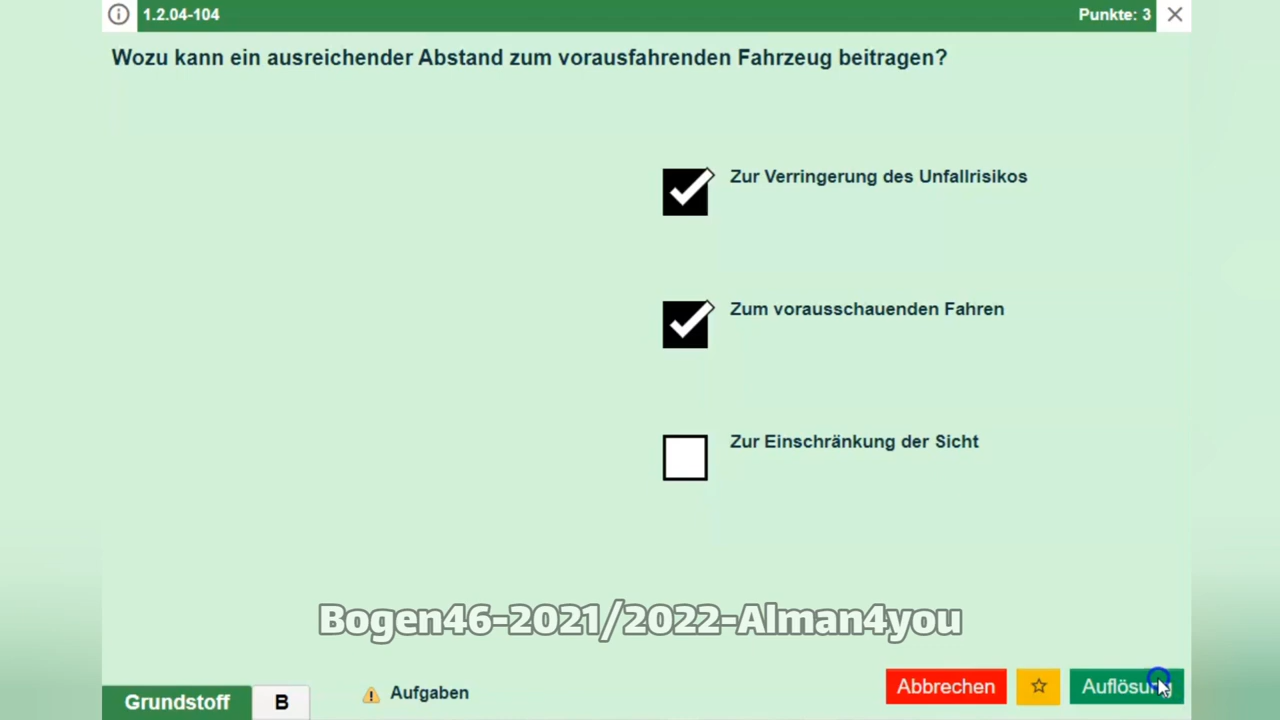 1.2.04-104
Punkte: 3
Wozu kann ein ausreichender Abstand zum vorausfahrenden Fahrzeug beitragen?
Zur Verringerung des Unfallrisikos
Zum vorausschauenden Fahren
Zur Einschränkung der Sicht
Bogen46-2021/2022-Alman4you
Grundstoff
B
Aufgaben
Abbrechen